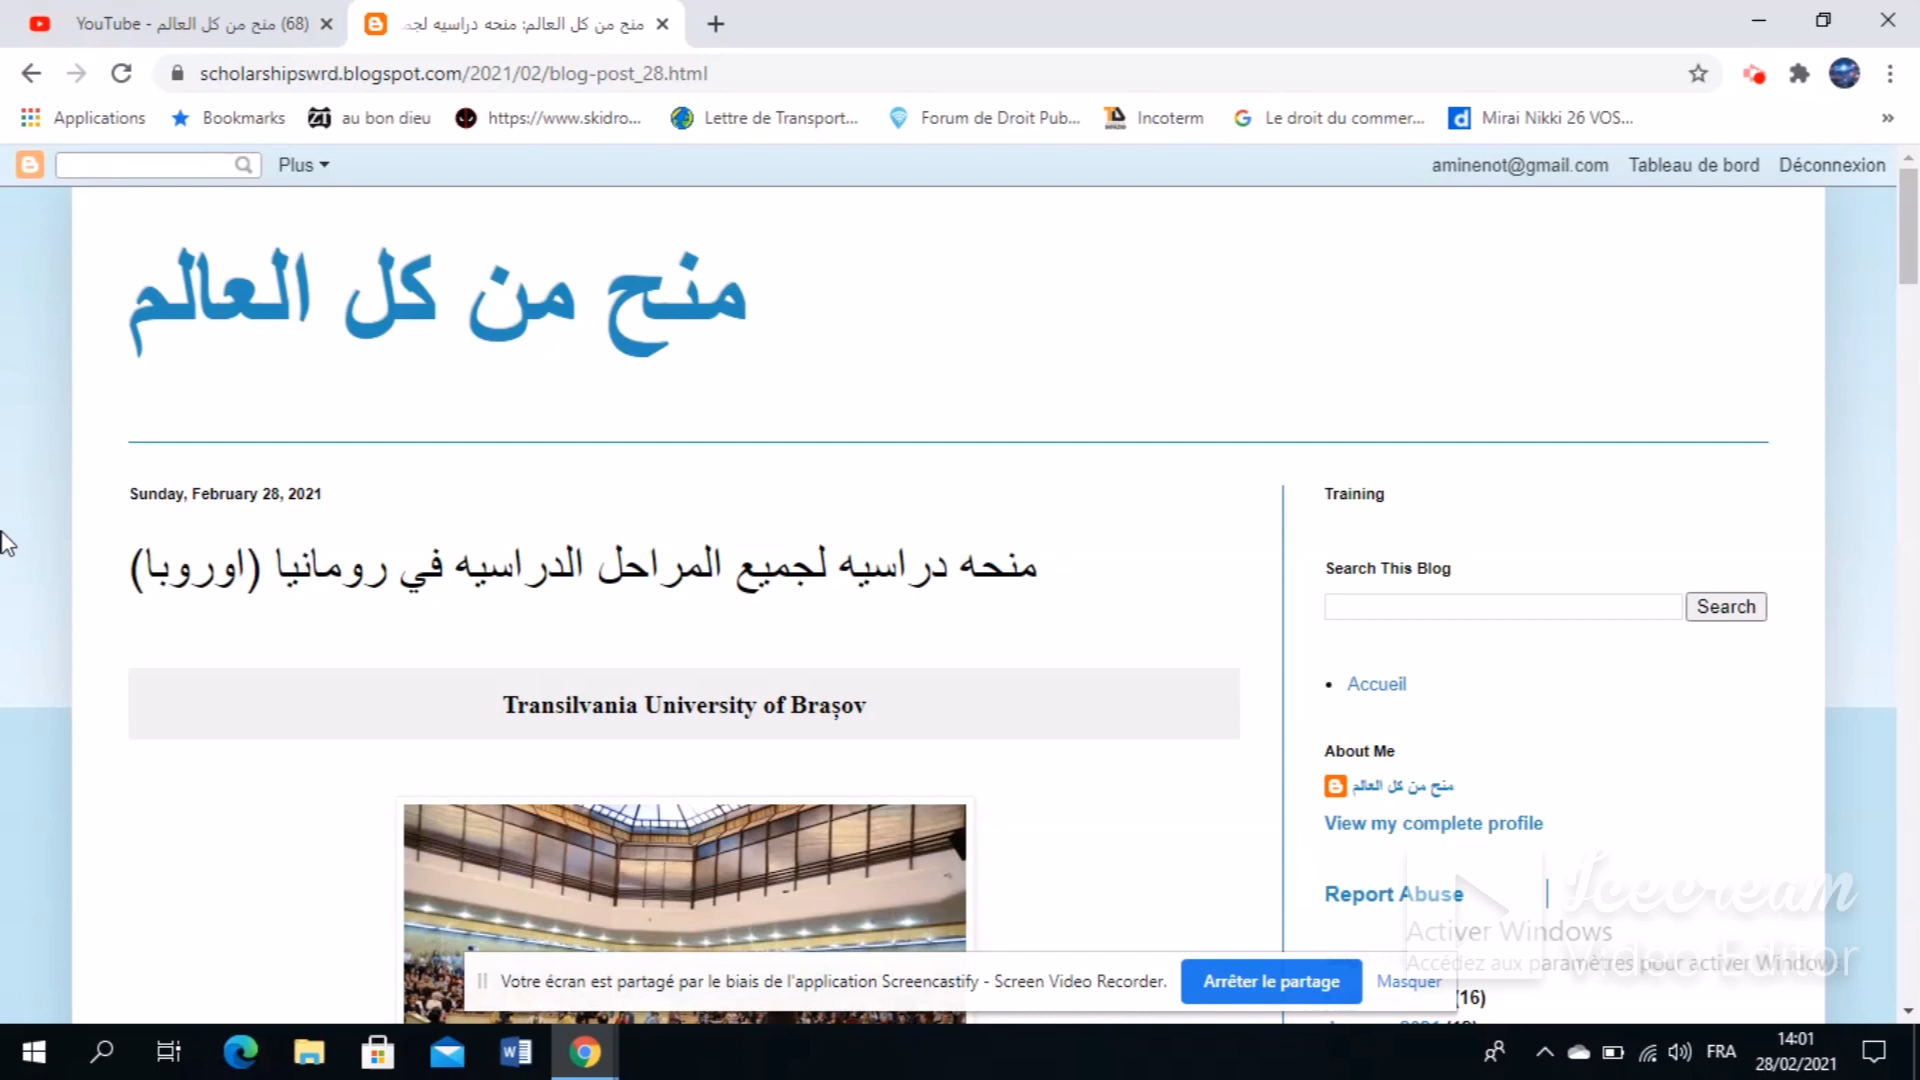 YouTube - منح من كل العالم (68)
منح من كل العالم: منحه دراسيه لجم
scholarshipswrd.blogspot.com/2021/02/blog-post_28.html
Applications
Bookmarks
au bon dieu
https://www.skidro...
Lettre de Transport...
Forum de Droit Pub...
Incoterm
Le droit du commer...
Mirai Nikki 26 VOS...
Plus
aminenot@gmail.com
Tableau de bord
Déconnexion
منح من كل العالم
Sunday, February 28, 2021
منحه دراسيه لجميع المراحل الدراسيه في رومانيا (اوروبا)
Transilvania University of Brașov
Training
Search This Blog
Search
Accueil
About Me
منح من كل العالم
View my complete profile
Report Abuse
Icecream
Video Editor
Activer Windows
Accédez aux paramètres pour activer Windows
(16)
Votre écran est partagé par le biais de l'application Screencastify - Screen Video Recorder.
Arrêter le partage
Masquer
FRA
14:01
28/02/2021